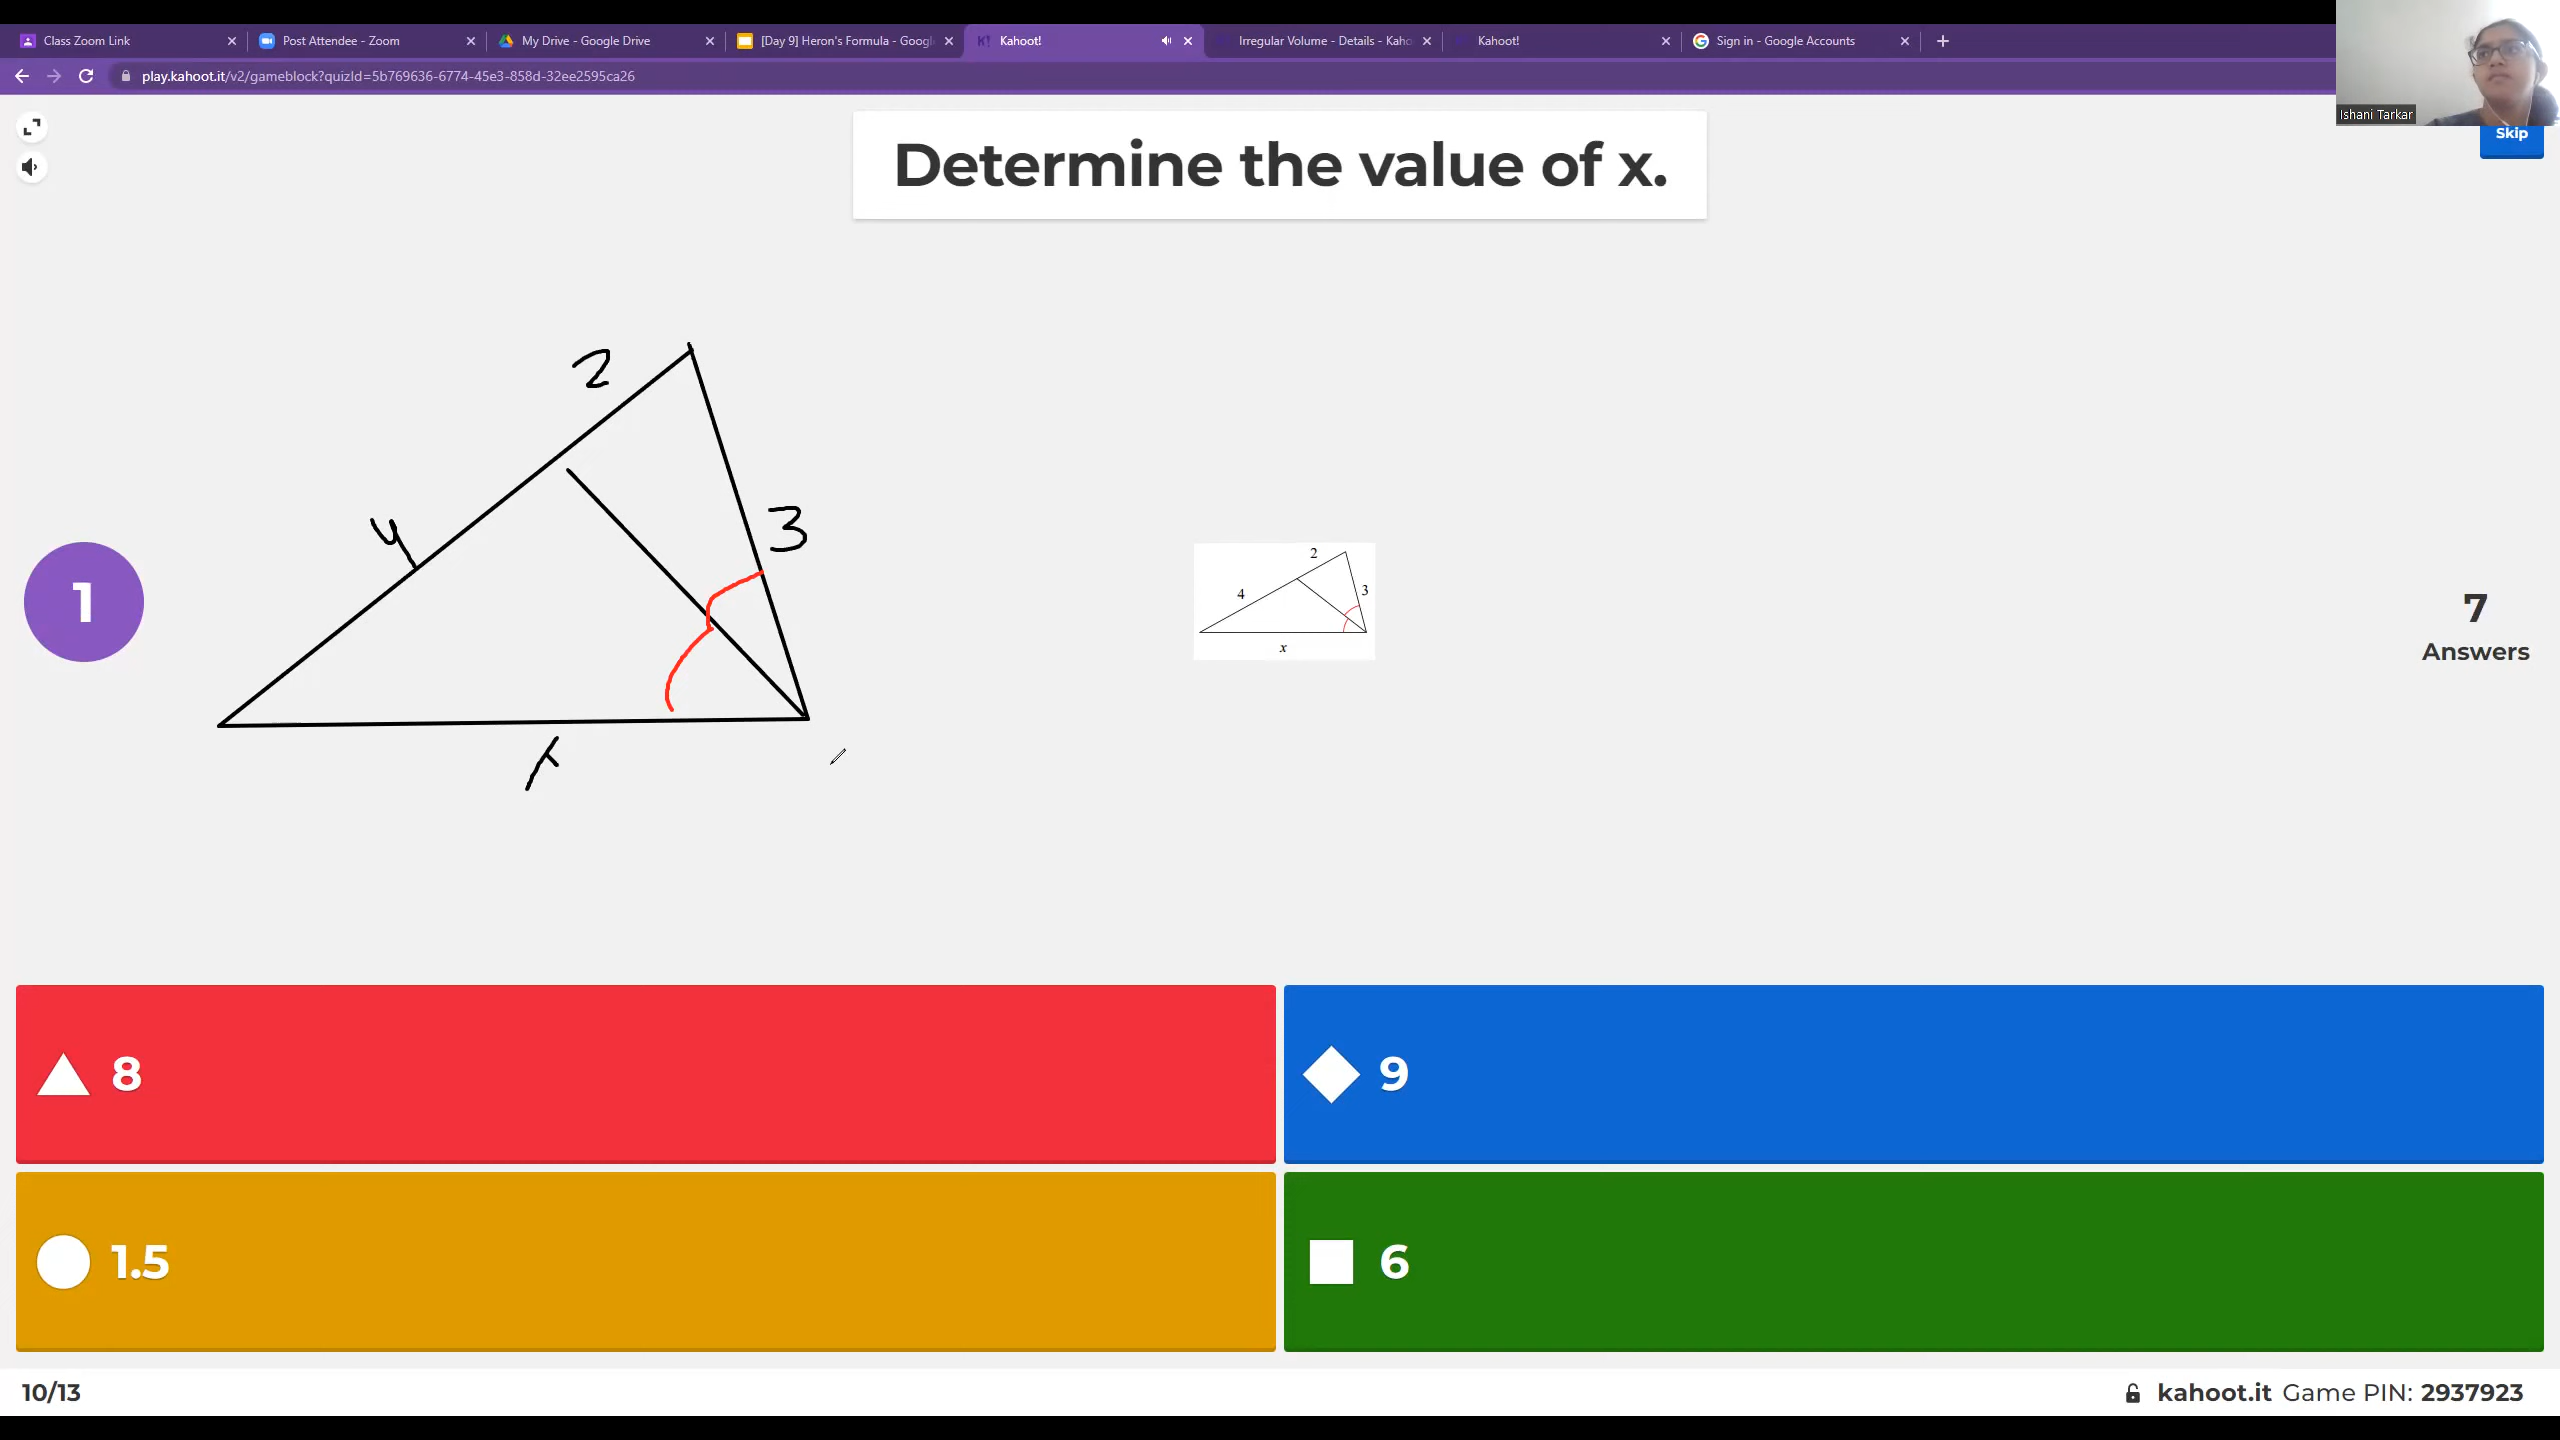 Class Zoom Link
Post Attendee - Zoom
My Drive - Google Drive
[Day 9] Heron's Formula - Googl
Kahoot!
Irregular Volume - Details - Kaho
Kahoot!
Sign in - Google Accounts
play.kahoot.it/v2/gameblock?quizId=5b769636-6774-45e3-858d-32ee2595ca26
Ishani Tarkar
Skip
Determine the value of x.
2
4
3
x
1
2
4
3
x
7
Answers
8
9
1.5
6
10/13
kahoot.it Game PIN: 2937923